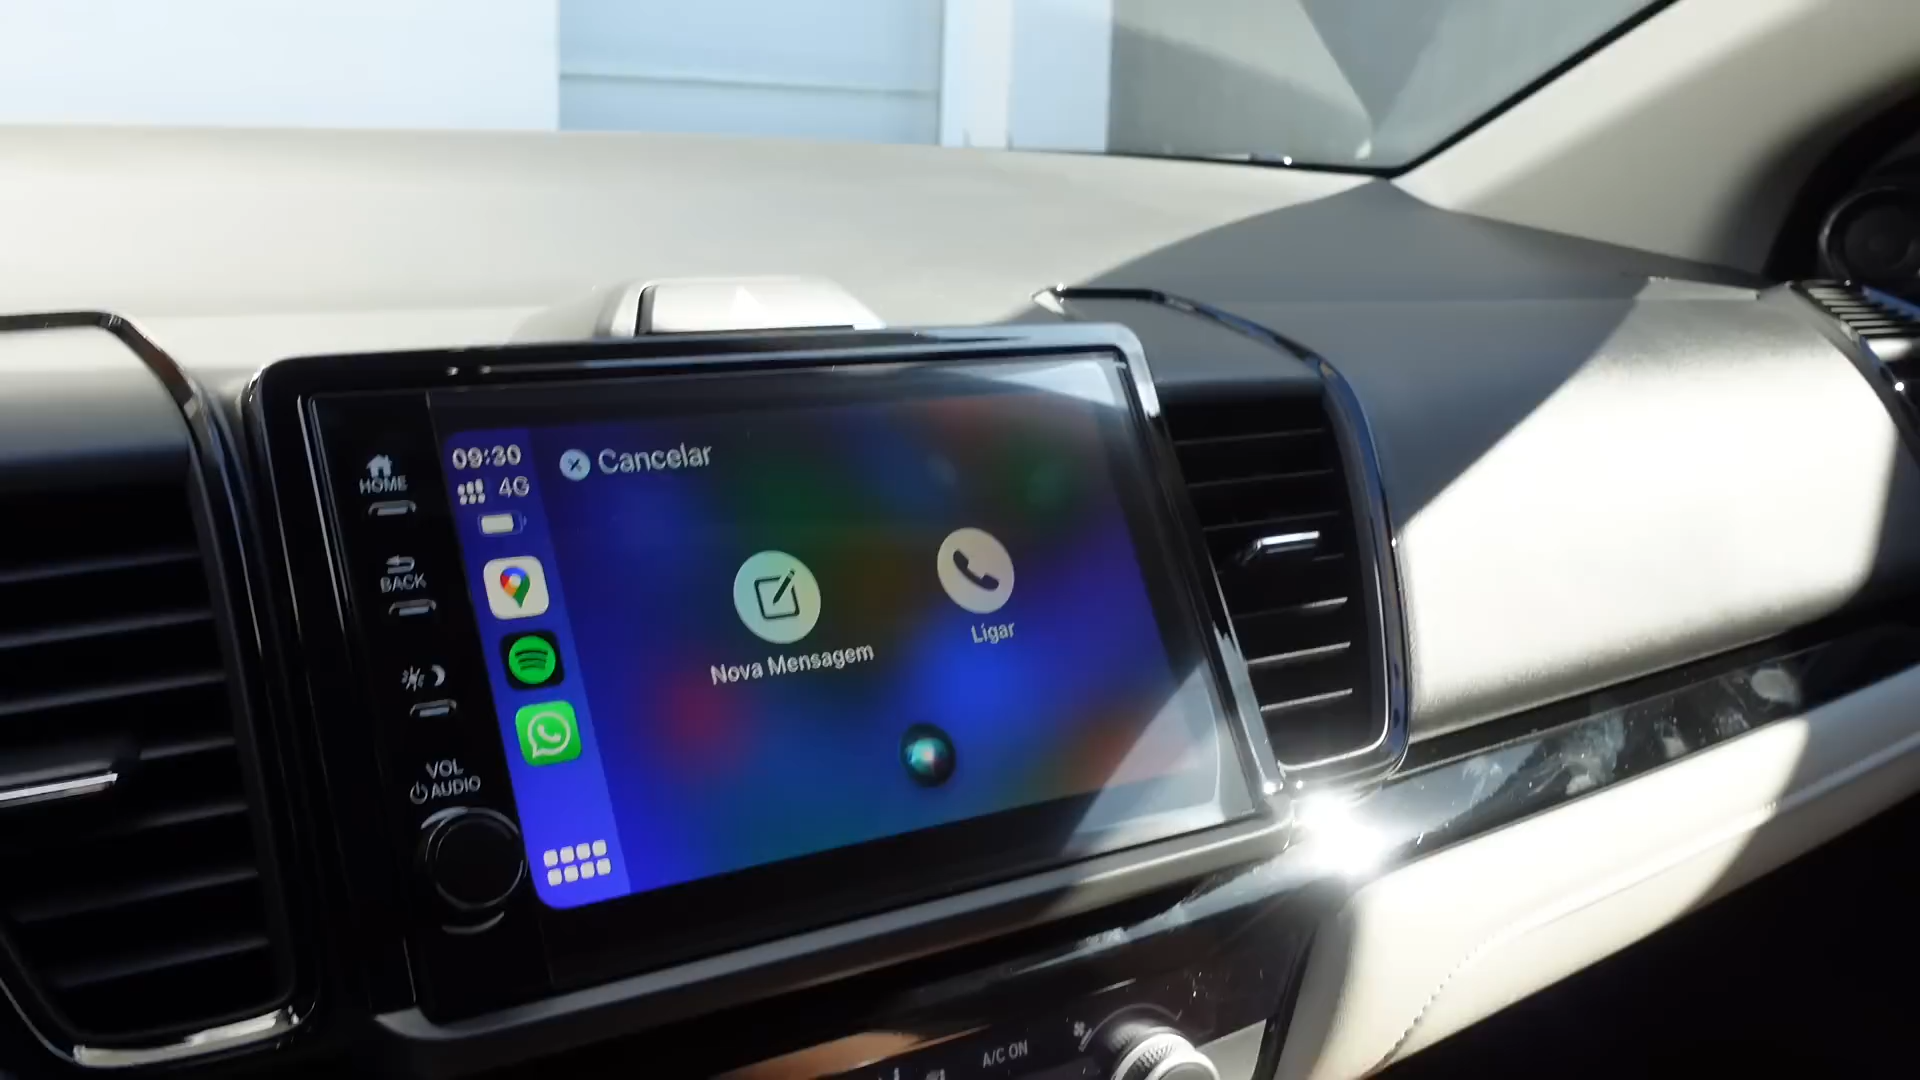 HOME
BACK
VOL
AUDIO
09:30
4G
Cancelar
Nova Mensagem
Ligar
A/C ON